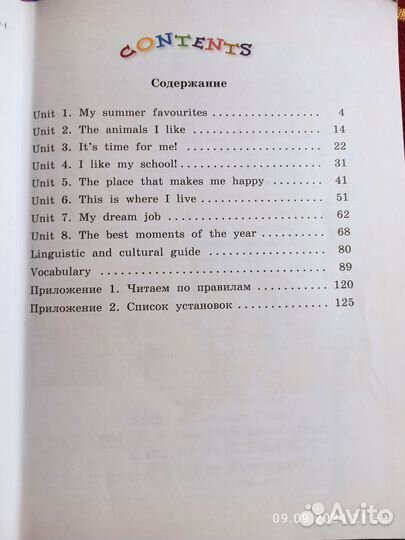 CONTENTS
Содержание
Unit 1. My summer favourites ................ 4
Unit 2. The animals I like ................... 14
Unit 3. It's time for me! ..................... 22
Unit 4. I like my school! ..................... 31
Unit 5. The place that makes me happy ........ 41
Unit 6. This is where I live .................. 51
Unit 7. My dream job ........................ 62
Unit 8. The best moments of the year ......... 68
Linguistic and cultural guide .................. 80
Vocabulary ................................. 89
Приложение 1. Читаем по правилам .......... 120
Приложение 2. Список установок ............. 125
09.09.2024
Avito